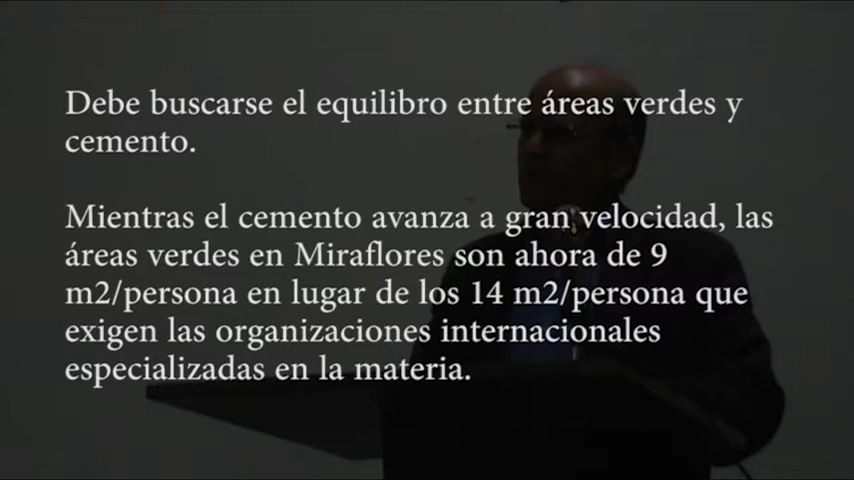 Debe buscarse el equilibro entre áreas verdes y
cemento.
Mientras el cemento avanza a gran velocidad, las
áreas verdes en Miraflores son ahora de 9
m2/persona en lugar de los 14 m2/persona que
exigen las organizaciones internacionales
especializadas en la materia.